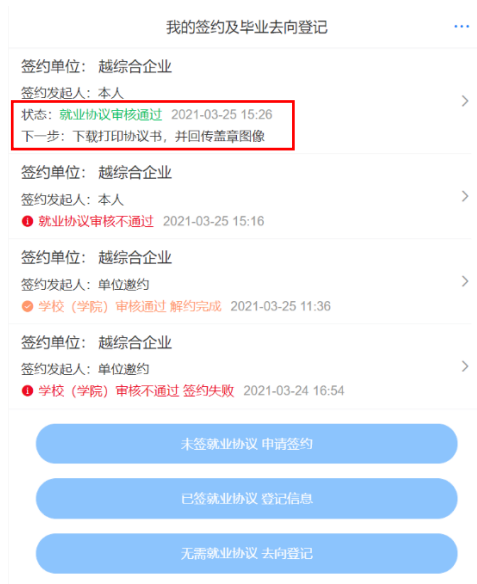 我的签约及毕业去向登记
签约单位： 越综合企业
签约发起人：本人
状态：就业协议审核通过 2021-03-25 15:26
下一步：下载打印协议书，并回传盖章图像
签约单位： 越综合企业
签约发起人：本人
就业协议审核不通过 2021-03-25 15:16
签约单位： 越综合企业
签约发起人：单位邀约
学校（学院）审核通过 解约完成 2021-03-25 11:36
签约单位： 越综合企业
签约发起人：单位邀约
学校（学院）审核不通过 签约失败 2021-03-24 16:54
未签就业协议 申请签约
已签就业协议 登记信息
无需就业协议 去向登记